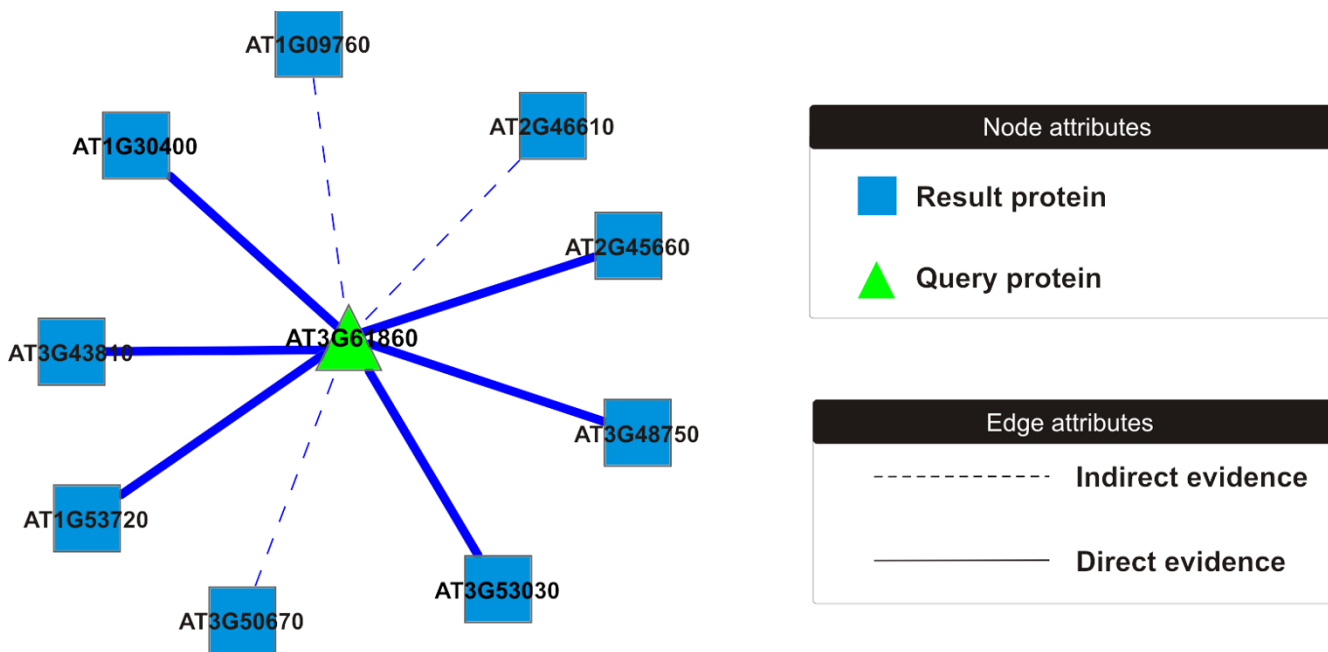 AT1G09760
AT2G46610
AT1G30400
AT2G45660
AT3G61860
AT3G43810
AT3G48750
AT1G53720
AT3G53030
AT3G50670
Node attributes
Result protein
Query protein
Edge attributes
Indirect evidence
Direct evidence